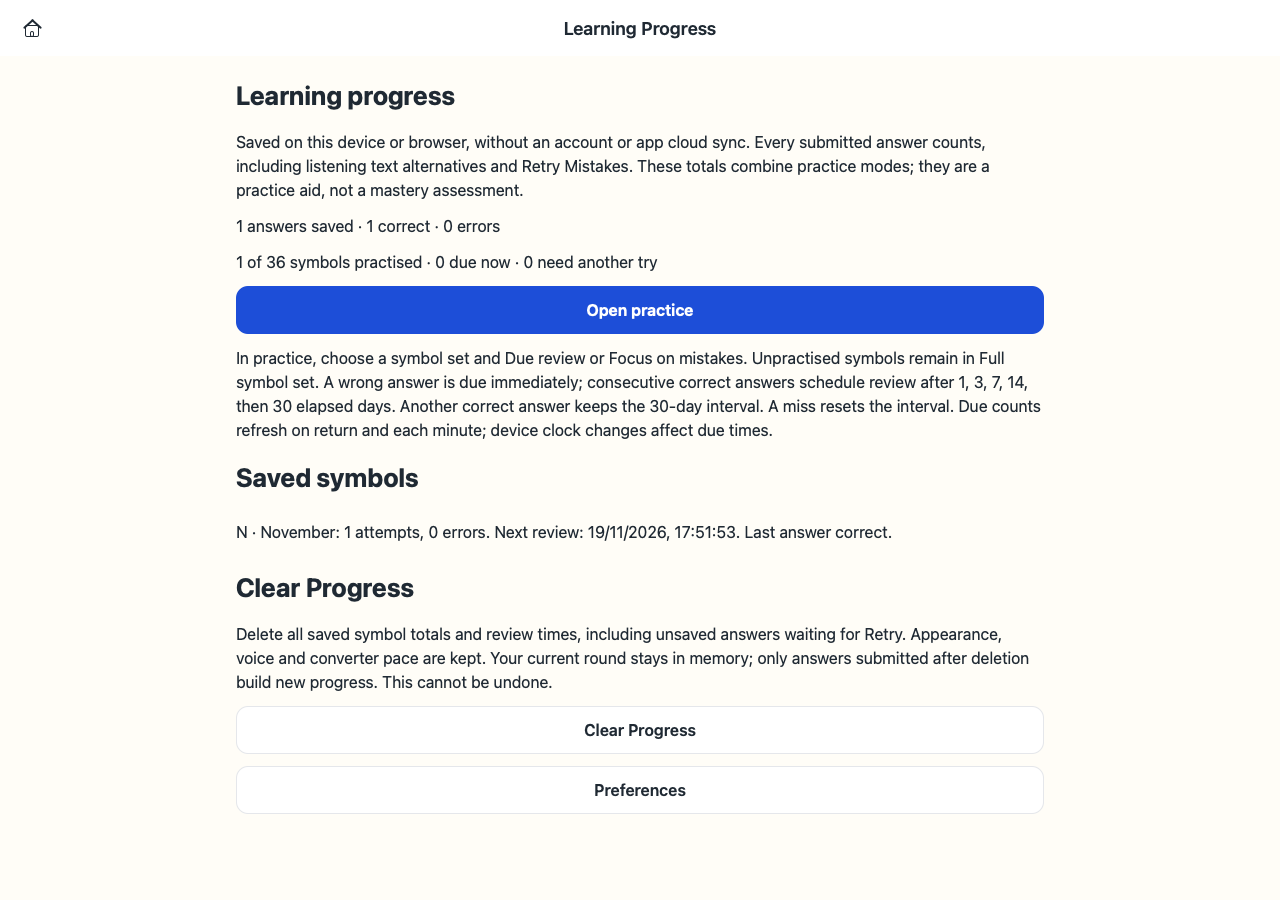 Learning Progress
Learning progress
Saved on this device or browser, without an account or app cloud sync. Every submitted answer counts,
including listening text alternatives and Retry Mistakes. These totals combine practice modes; they are a
practice aid, not a mastery assessment.
1 answers saved · 1 correct · 0 errors
1 of 36 symbols practised · 0 due now · 0 need another try
Open practice
In practice, choose a symbol set and Due review or Focus on mistakes. Unpractised symbols remain in Full
symbol set. A wrong answer is due immediately; consecutive correct answers schedule review after 1, 3, 7, 14,
then 30 elapsed days. Another correct answer keeps the 30-day interval. A miss resets the interval. Due counts
refresh on return and each minute; device clock changes affect due times.
Saved symbols
N · November: 1 attempts, 0 errors. Next review: 19/11/2026, 17:51:53. Last answer correct.
Clear Progress
Delete all saved symbol totals and review times, including unsaved answers waiting for Retry. Appearance,
voice and converter pace are kept. Your current round stays in memory; only answers submitted after deletion
build new progress. This cannot be undone.
Clear Progress
Preferences